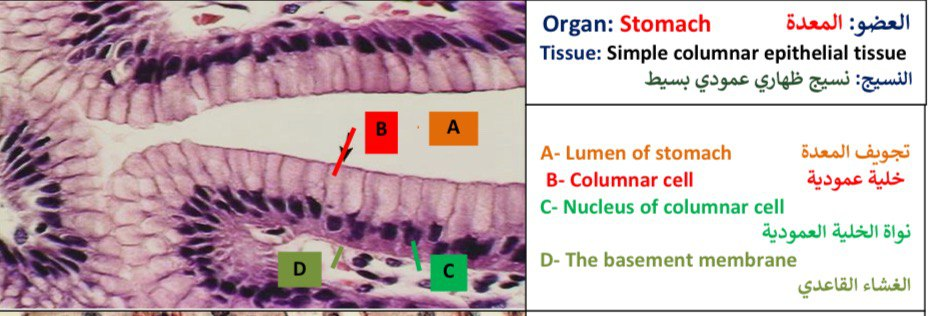 B
A
D
C
Organ: Stomach العضو: المعدة
Tissue: Simple columnar epithelial tissue
النسيج: نسيج ظهاري عمودي بسيط
A- Lumen of stomach تجويف المعدة
B- Columnar cell خلية عمودية
C- Nucleus of columnar cell
نواة الخلية العمودية
D- The basement membrane
الغشاء القاعدي